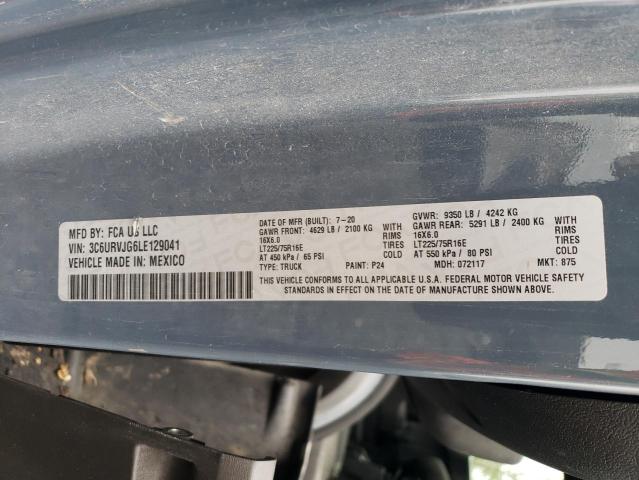 MFD BY: FCA US LLC
VIN: 3C6URVJG6LE129041
VEHICLE MADE IN: MEXICO
DATE OF MFR (BUILT): 7-20
GAWR FRONT: 4629 LB / 2100 KG
16X6.0
LT225/75R16E
AT 450 kPa / 65 PSI
TYPE: TRUCK
WITH
RIMS
TIRES
COLD
PAINT: P24
GVWR: 9350 LB / 4242 KG
GAWR REAR: 5291 LB / 2400 KG
16X6.0
LT225/75R16E
AT 550 kPa / 80 PSI
MDH: 072117
WITH
RIMS
TIRES
COLD
MKT: 875
THIS VEHICLE CONFORMS TO ALL APPLICABLE U.S.A. FEDERAL MOTOR VEHICLE SAFETY
STANDARDS IN EFFECT ON THE DATE OF MANUFACTURE SHOWN ABOVE.